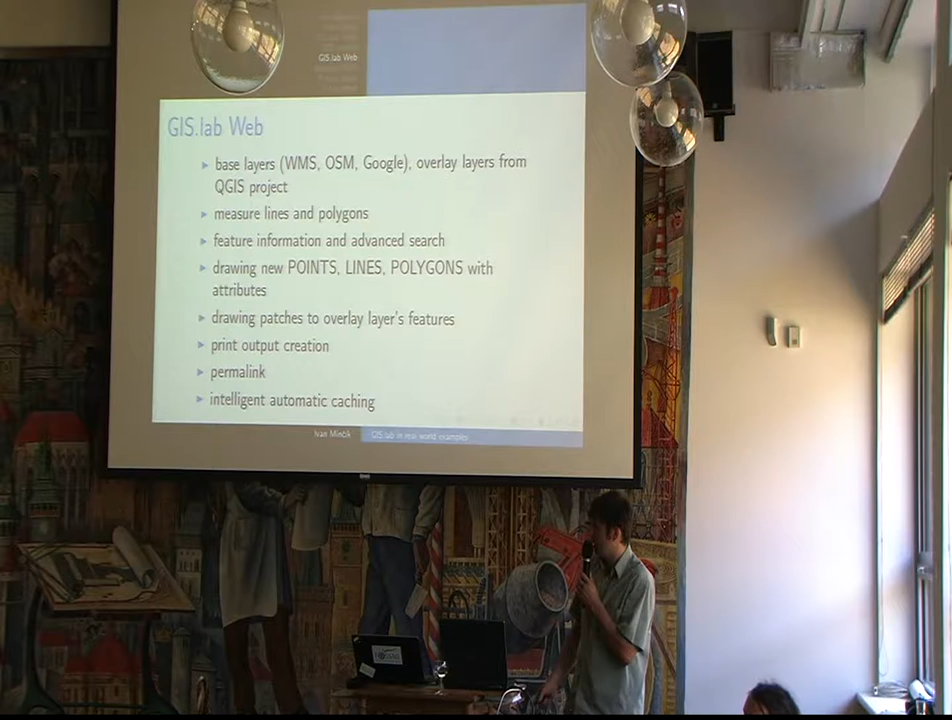 GIS.lab Web
GIS.lab Web
▸ base layers (WMS, OSM, Google), overlay layers from
QGIS project
▸ measure lines and polygons
▸ feature information and advanced search
▸ drawing new POINTS, LINES, POLYGONS with
attributes
▸ drawing patches to overlay layer's features
▸ print output creation
▸ permalink
▸ intelligent automatic caching
Ivan Minčík
GIS.lab in real world examples